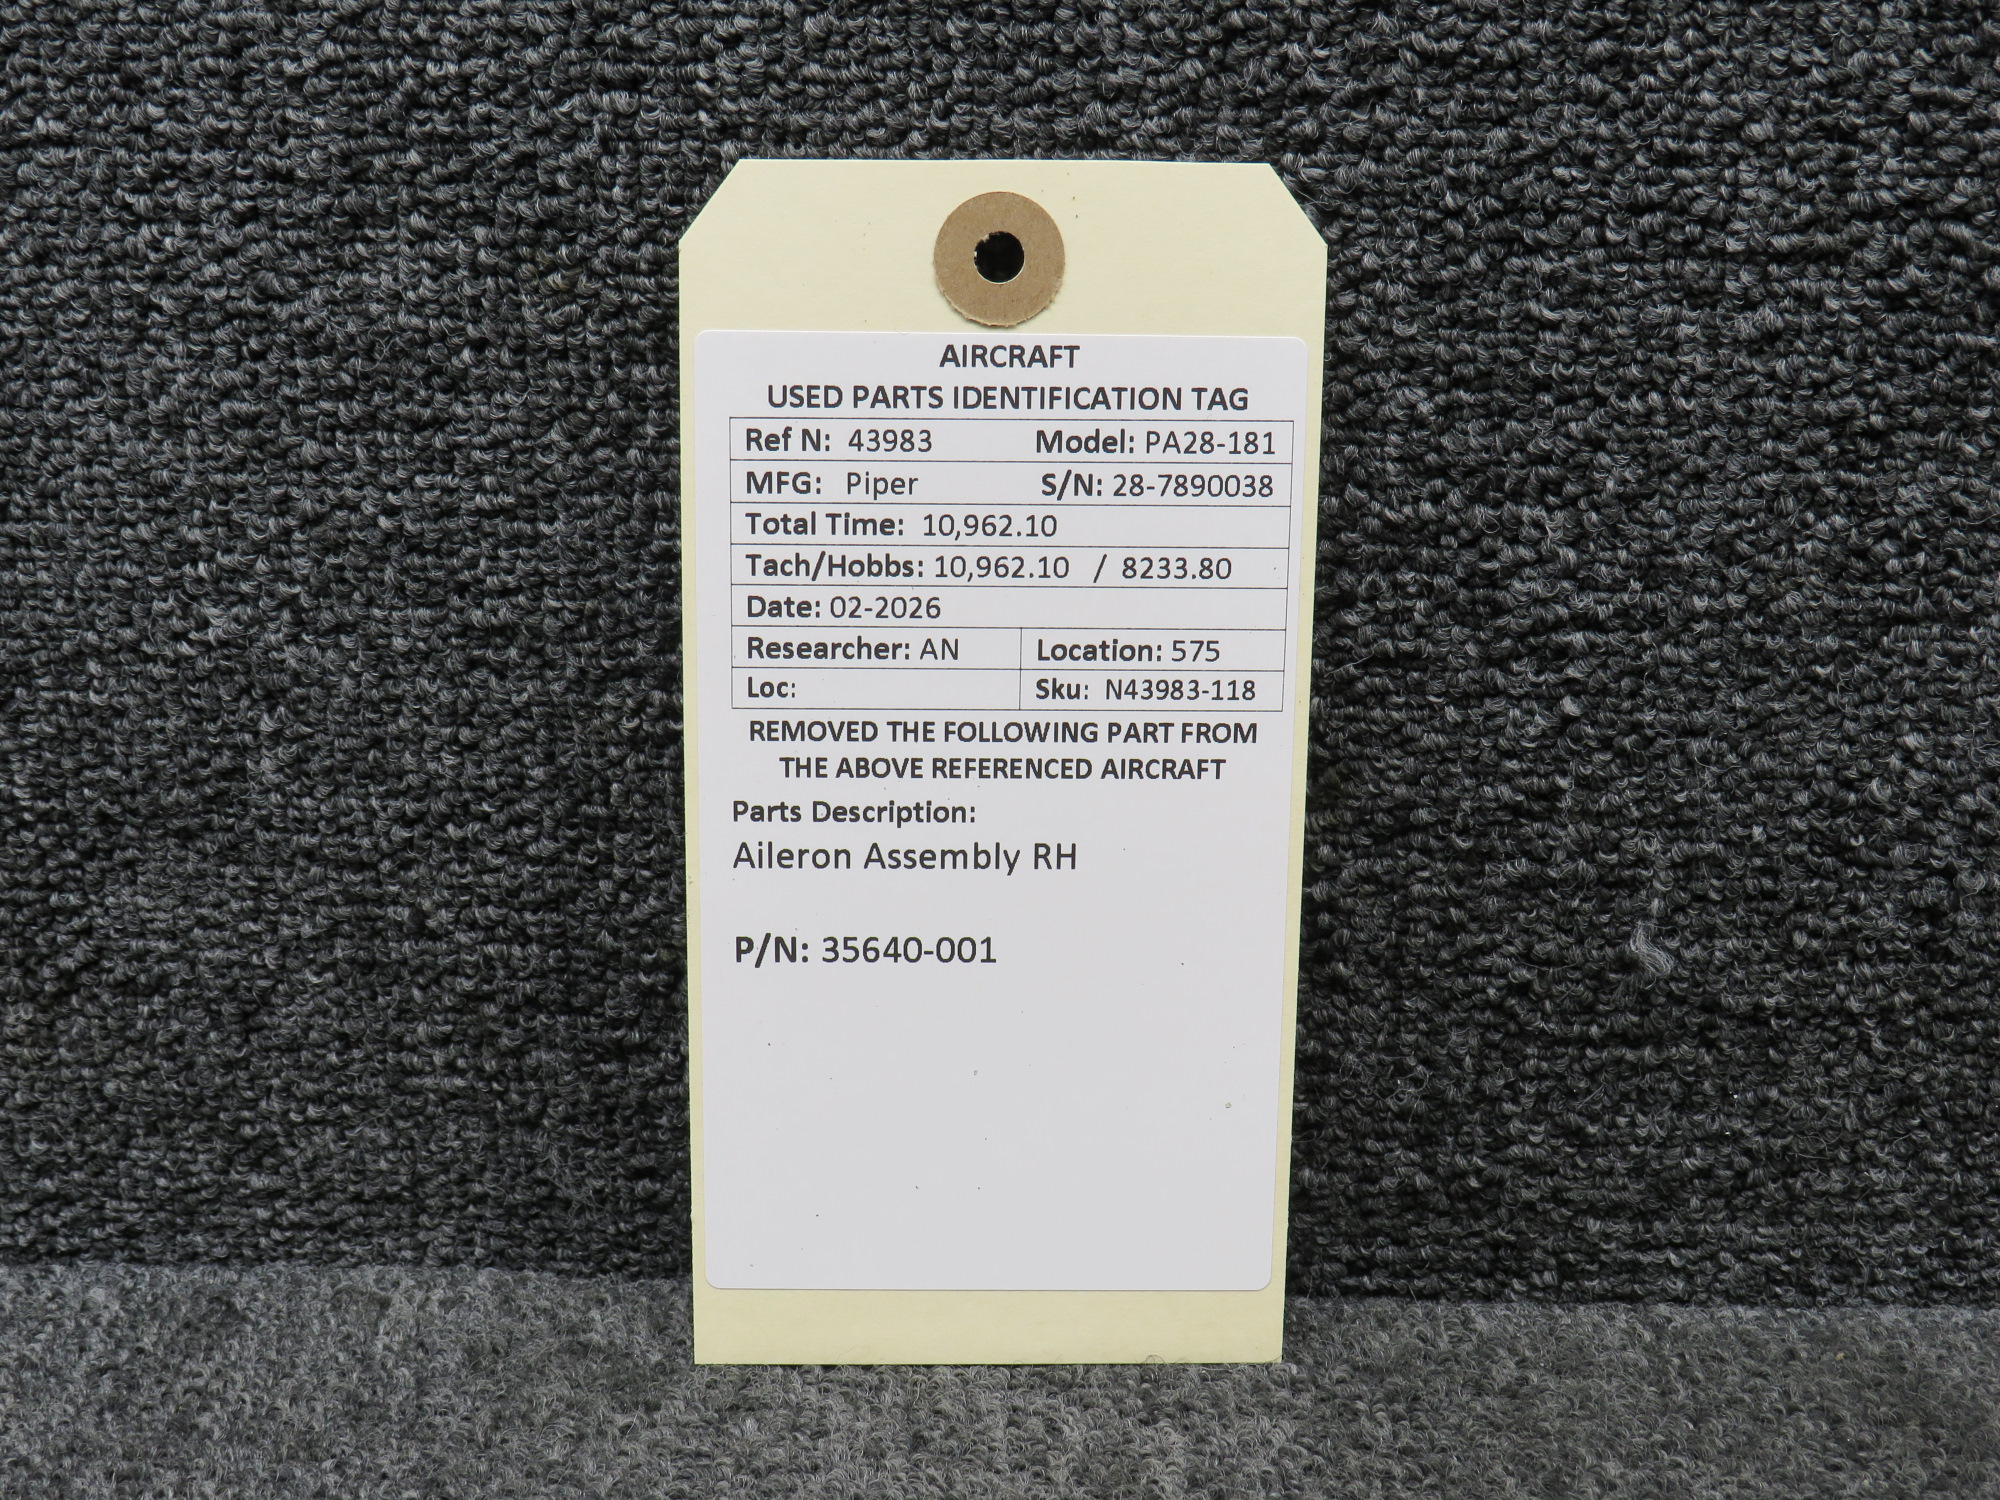 AIRCRAFT
USED PARTS IDENTIFICATION TAG
Ref N: 43983 Model: PA28-181
MFG: Piper S/N: 28-7890038
Total Time: 10,962.10
Tach/Hobbs: 10,962.10 / 8233.80
Date: 02-2026
Researcher: AN Location: 575
Loc: Sku: N43983-118
REMOVED THE FOLLOWING PART FROM
THE ABOVE REFERENCED AIRCRAFT
Parts Description:
Aileron Assembly RH
P/N: 35640-001